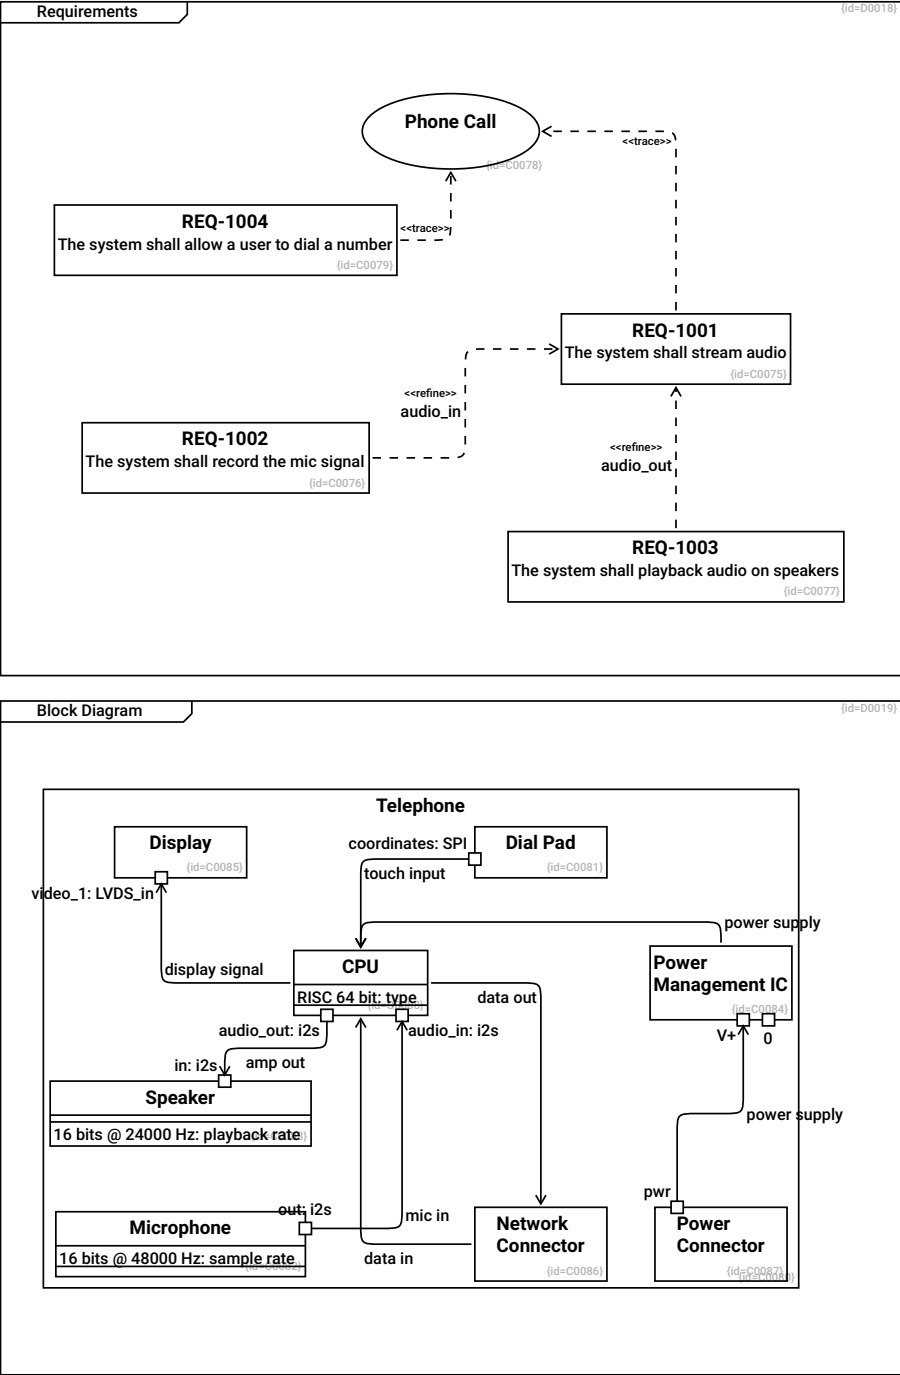 Requirements
{id=D0018}
Phone Call
{id=C0078}
<<trace>>
<<trace>>
REQ-1004
The system shall allow a user to dial a number
{id=C0079}
REQ-1001
The system shall stream audio
{id=C0075}
<<refine>>
audio_in
REQ-1002
The system shall record the mic signal
{id=C0076}
<<refine>>
audio_out
REQ-1003
The system shall playback audio on speakers
{id=C0077}
Block Diagram
{id=D0019}
Telephone
Display
{id=C0085}
video_1: LVDS_in
coordinates: SPI
Dial Pad
{id=C0081}
touch input
power supply
display signal
CPU
RISC 64 bit: type
data out
Power
Management IC
{id=C0084}
V+
0
audio_out: i2s
audio_in: i2s
in: i2s
amp out
Speaker
16 bits @ 24000 Hz: playback rate
power supply
pwr
out: i2s
Microphone
16 bits @ 48000 Hz: sample rate
mic in
data in
Network
Connector
{id=C0086}
Power
Connector
{id=C0087}